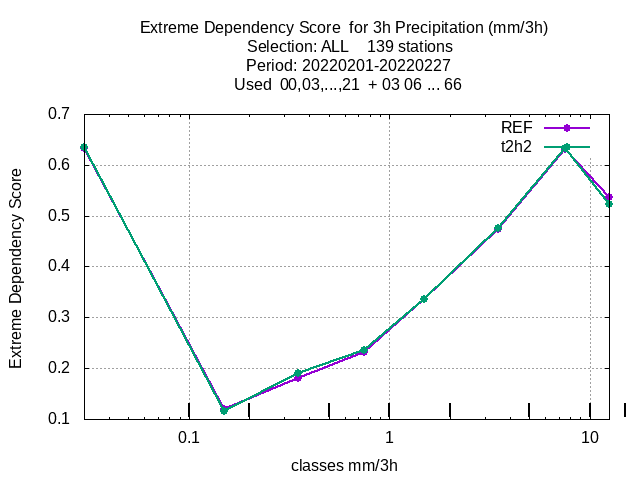 Extreme Dependency Score  for 3h Precipitation (mm/3h)
Selection: ALL    139 stations
Period: 20220201-20220227
Used  00,03,...,21  + 03 06 ... 66
REF
t2h2
0.7
0.6
0.5
0.4
0.3
0.2
0.1
Extreme Dependency Score
0.1 1 10
classes mm/3h